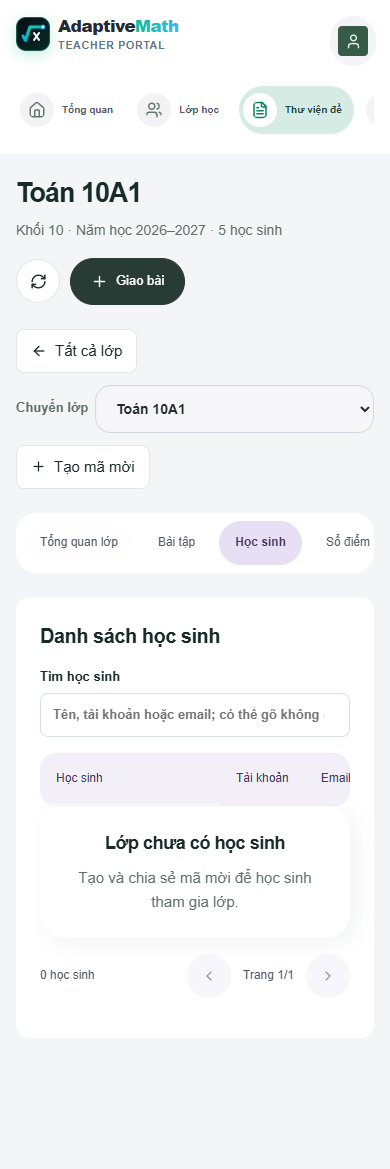 AdaptiveMath
TEACHER PORTAL
Tổng quan
Lớp học
Thư viện đề
Toán 10A1
Khối 10 · Năm học 2026–2027 · 5 học sinh
Giao bài
Tất cả lớp
Chuyển lớp
Toán 10A1
Tạo mã mời
Tổng quan lớp
Bài tập
Học sinh
Sổ điểm
Danh sách học sinh
Tìm học sinh
Tên, tài khoản hoặc email; có thể gõ không
Học sinh
Tài khoản
Email
Lớp chưa có học sinh
Tạo và chia sẻ mã mời để học sinh
tham gia lớp.
0 học sinh
Trang 1/1